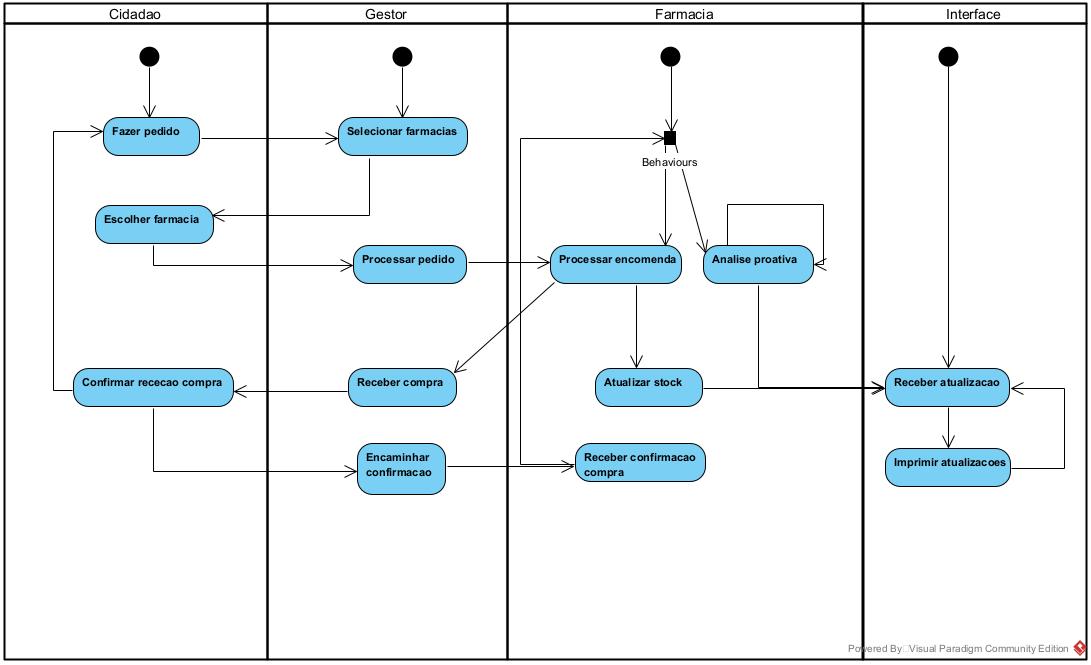 Cidadao
Gestor
Farmacia
Interface
Fazer pedido
Selecionar farmacias
Behaviours
Escolher farmacia
Processar pedido
Processar encomenda
Analise proativa
Confirmar rececao compra
Receber compra
Atualizar stock
Receber atualizacao
Encaminhar
confirmacao
Receber confirmacao
compra
Imprimir atualizacoes
Powered By Visual Paradigm Community Edition